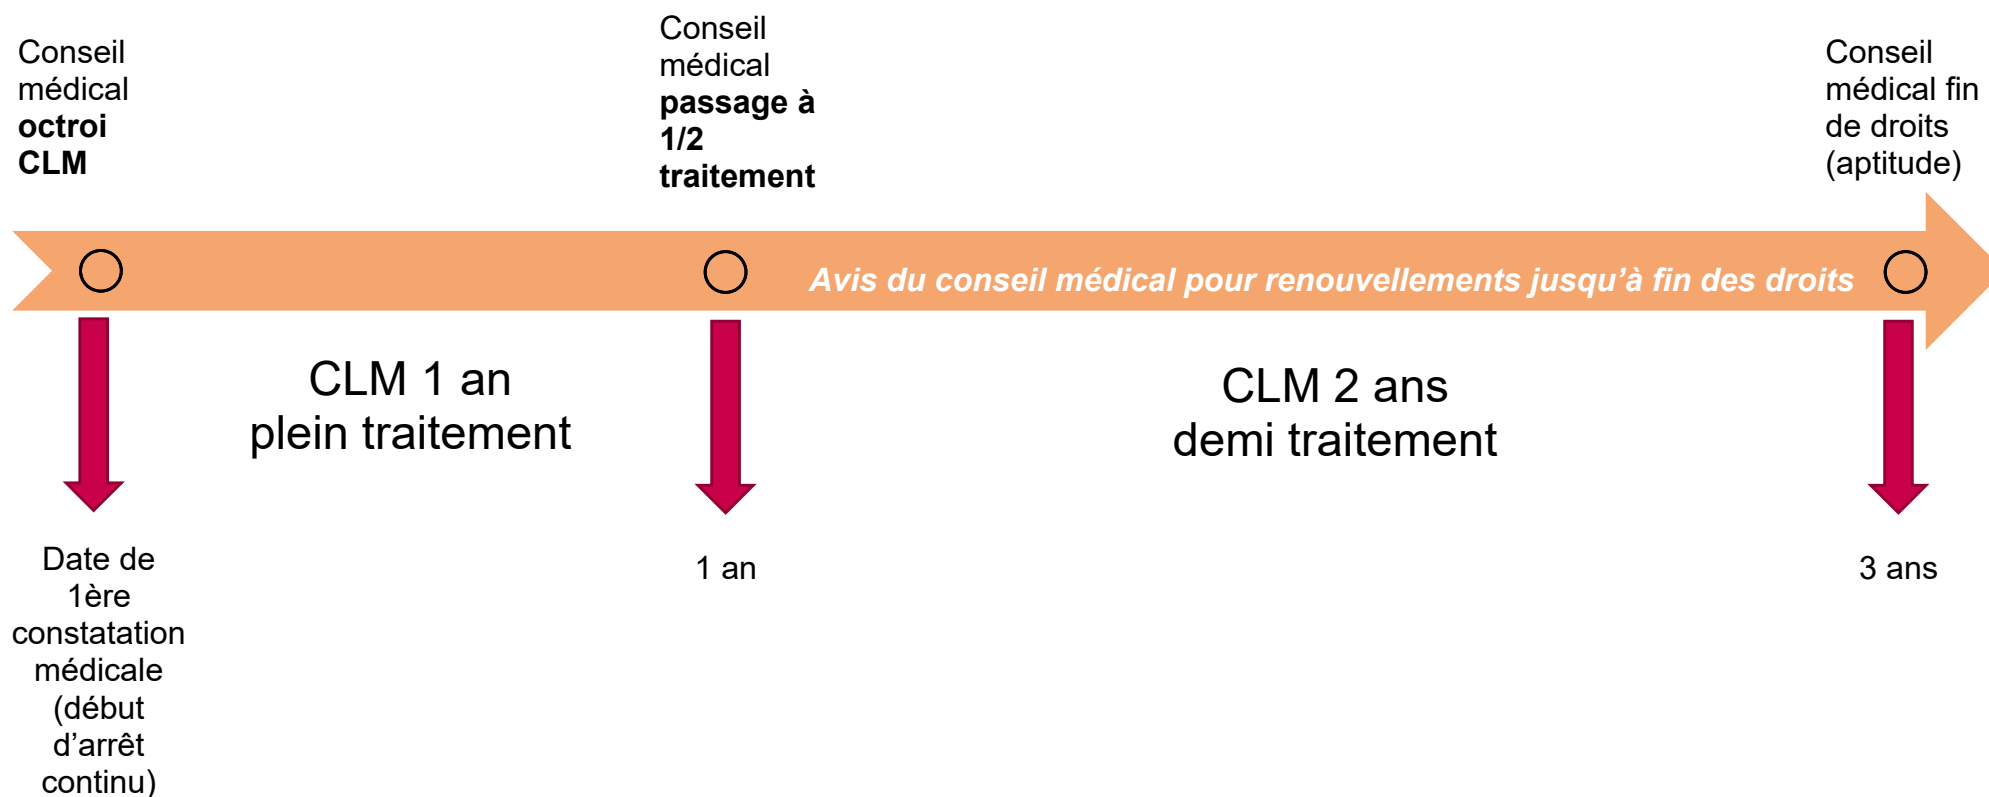 Conseil
médical
octroi
CLM
Conseil
médical
passage à
1/2
traitement
Conseil
médical fin
de droits
(aptitude)
Avis du conseil médical pour renouvellements jusqu’à fin des droits
CLM 1 an
plein traitement
CLM 2 ans
demi traitement
Date de
1ère
constatation
médicale
(début
d’arrêt
continu)
1 an
3 ans